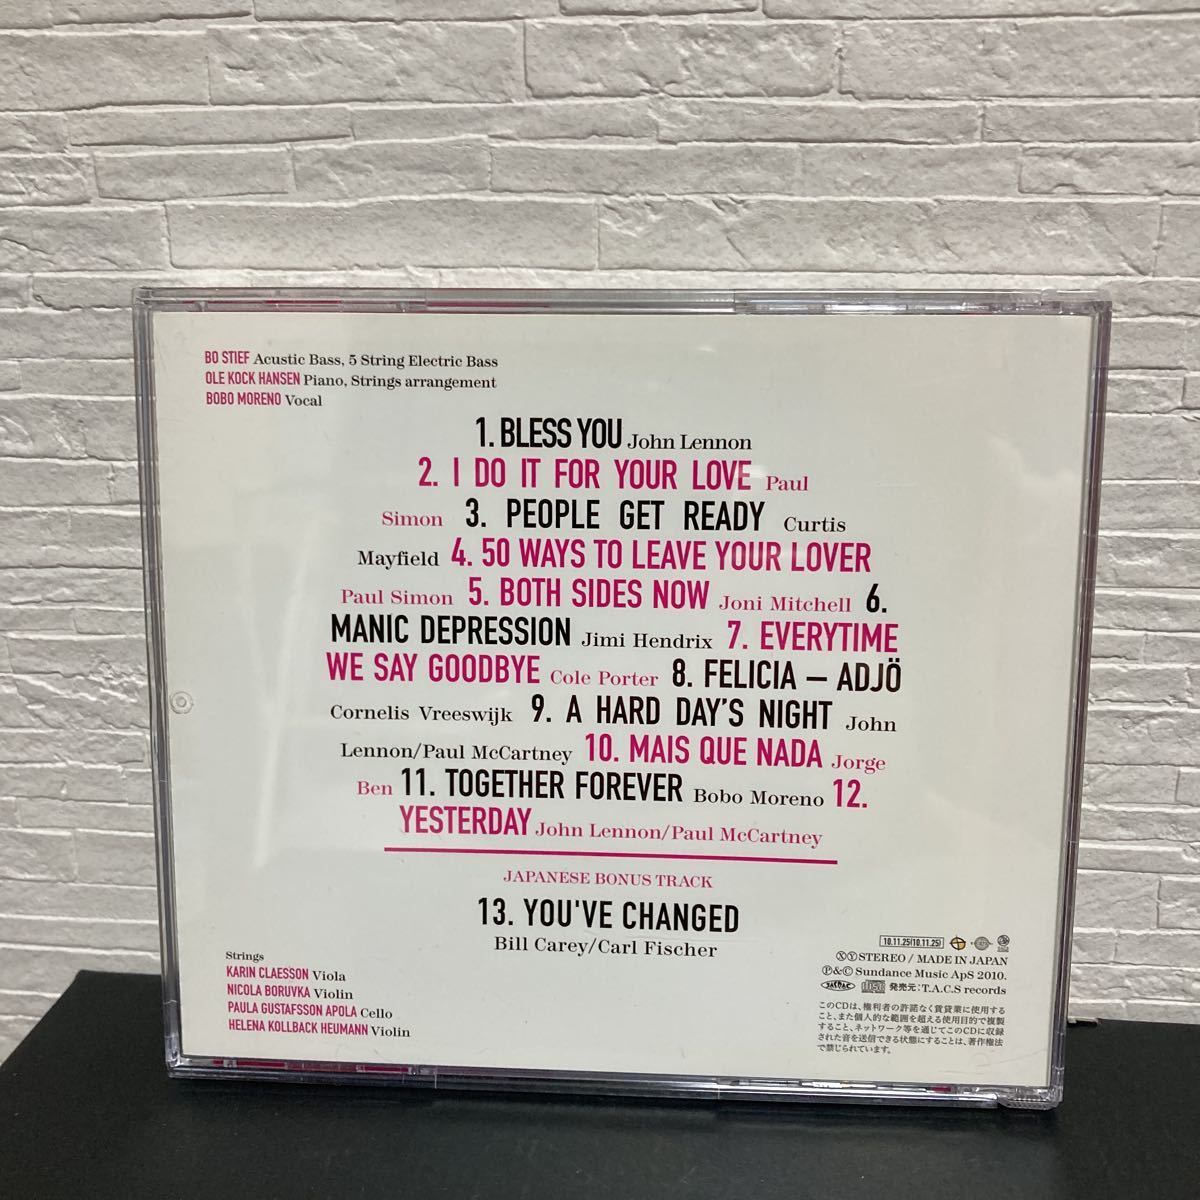 BO STIEF Acustic Bass, 5 String Electric Bass
OLE KOCK HANSEN Piano, Strings arrangement
BOBO MORENO Vocal
1. BLESS YOU John Lennon
2. I DO IT FOR YOUR LOVE Paul
Simon 3. PEOPLE GET READY Curtis
Mayfield 4. 50 WAYS TO LEAVE YOUR LOVER
Paul Simon 5. BOTH SIDES NOW Joni Mitchell 6.
MANIC DEPRESSION Jimi Hendrix 7. EVERYTIME
WE SAY GOODBYE Cole Porter 8. FELICIA – ADJÖ
Cornelis Vreeswijk 9. A HARD DAY'S NIGHT John
Lennon/Paul McCartney 10. MAIS QUE NADA Jorge
Ben 11. TOGETHER FOREVER Bobo Moreno 12.
YESTERDAY John Lennon/Paul McCartney
JAPANESE BONUS TRACK
13. YOU'VE CHANGED
Bill Carey/Carl Fischer
Strings
KARIN CLAESSON Viola
NICOLA BORUVKA Violin
PAULA GUSTAFSSON APOLA Cello
HELENA KOLLBACK HEUMANN Violin
10.11.25(10.11.25)
ⓍⓎ STEREO / MADE IN JAPAN
Ⓟ&© Sundance Music ApS 2010.
発売元:T.A.C.S records
このCDは、権利者の許諾なく賃貸業に使用する
こと、また個人的な範囲を超える使用目的で複製
すること、ネットワーク等を通じてこのCDに収録
された音を送信できる状態にすることは、著作権法
で禁じられています。